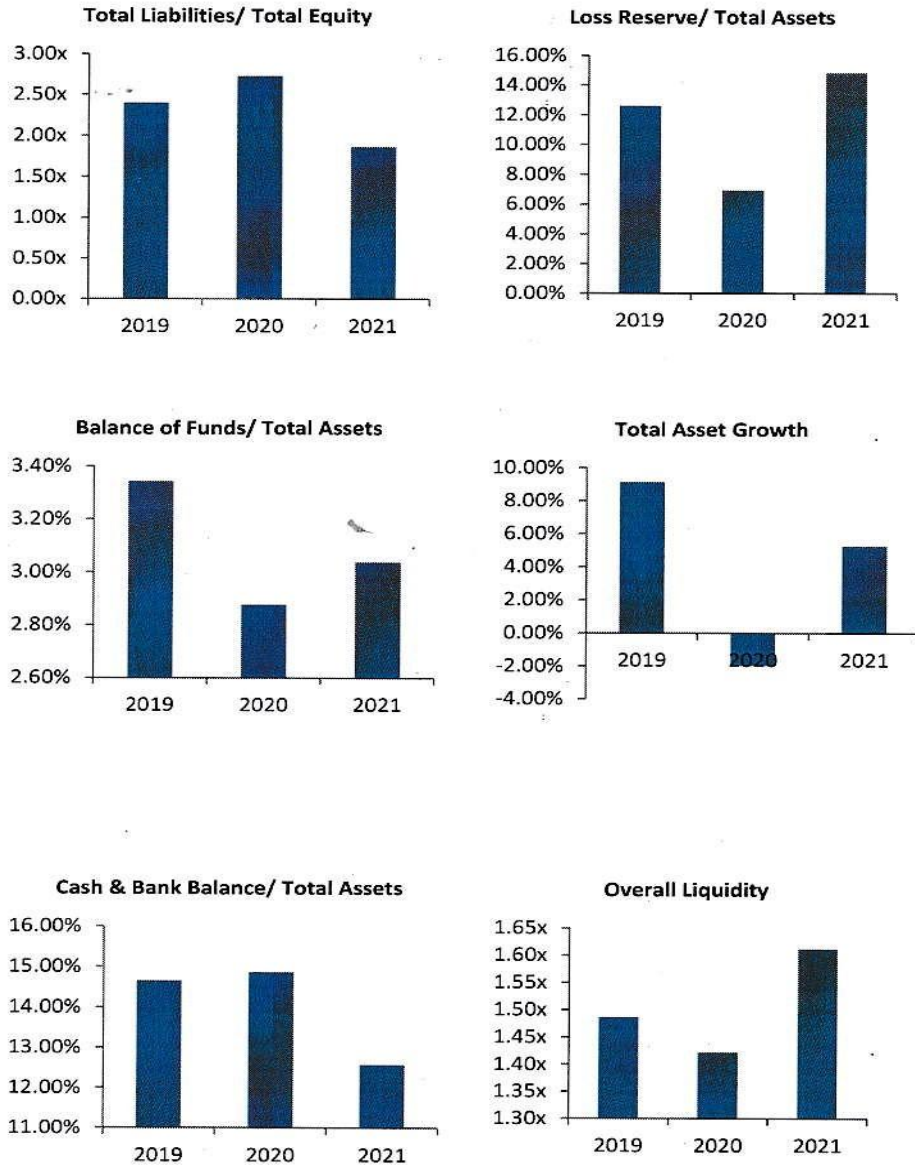 Total Liabilities/ Total Equity
3.00x
2.50x
2.00x
1.50x
1.00x
0.50x
0.00x
2019 2020 2021
Loss Reserve/ Total Assets
16.00%
14.00%
12.00%
10.00%
8.00%
6.00%
4.00%
2.00%
0.00%
2019 2020 2021
Balance of Funds/ Total Assets
3.40%
3.20%
3.00%
2.80%
2.60%
2019 2020 2021
Total Asset Growth
10.00%
8.00%
6.00%
4.00%
2.00%
0.00%
-2.00%
-4.00%
2019 2020 2021
Cash & Bank Balance/ Total Assets
16.00%
15.00%
14.00%
13.00%
12.00%
11.00%
2019 2020 2021
Overall Liquidity
1.65x
1.60x
1.55x
1.50x
1.45x
1.40x
1.35x
1.30x
2019 2020 2021